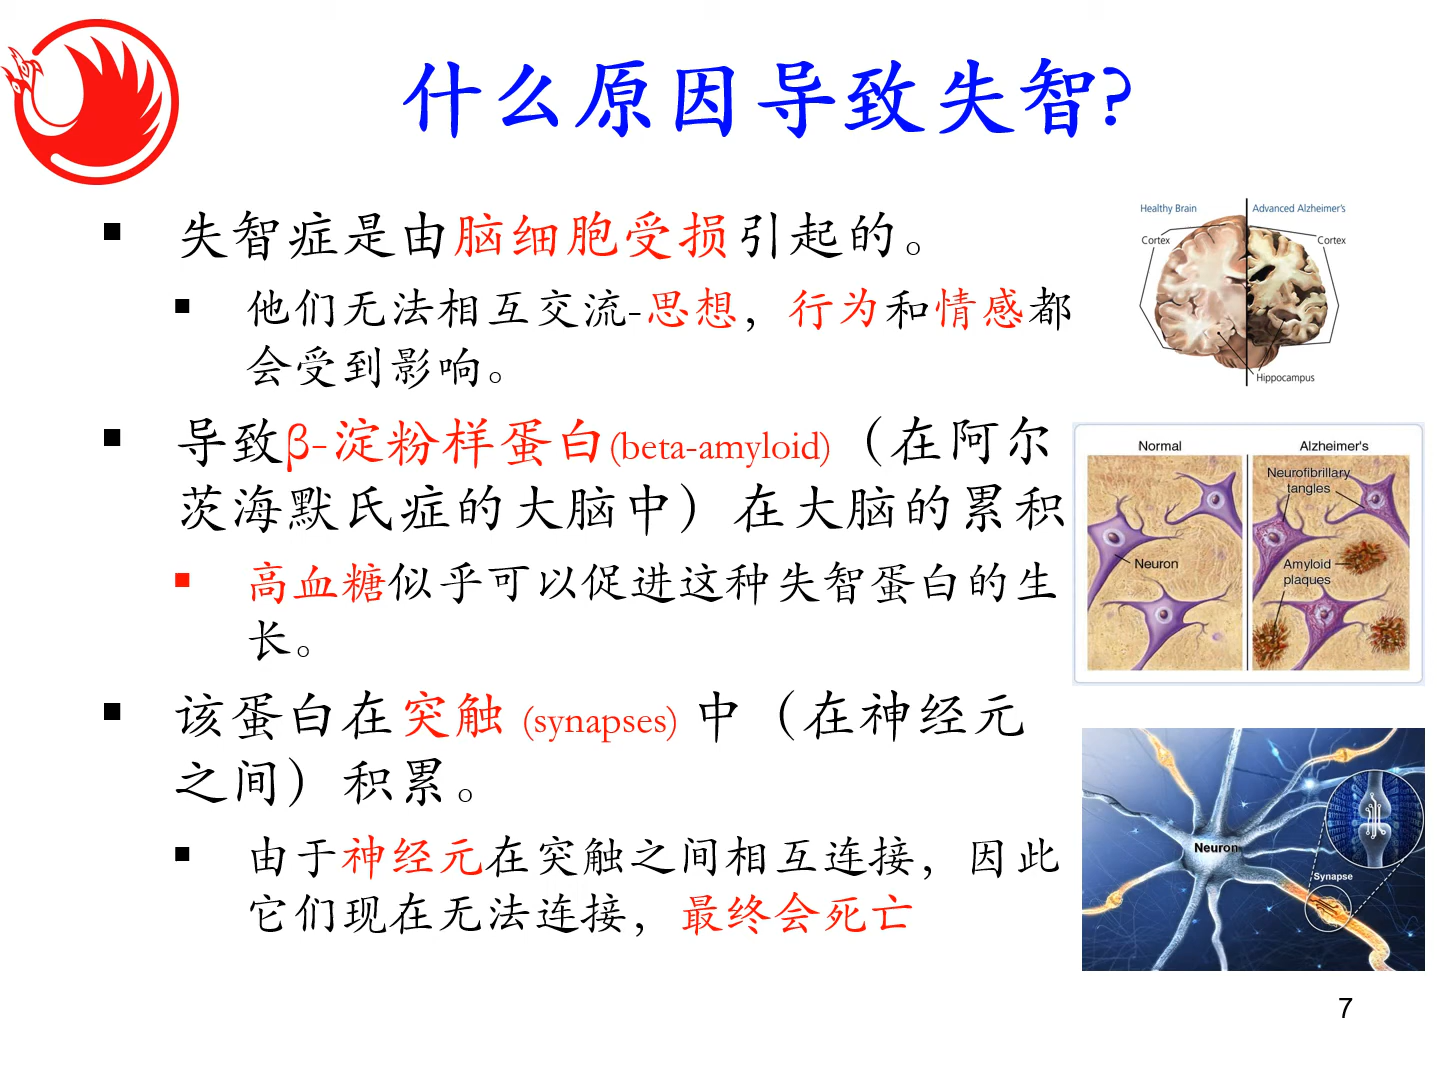 什么原因导致失智?
失智症是由脑细胞受损引起的。
他们无法相互交流-思想，行为和情感都
会受到影响。
导致β-淀粉样蛋白(beta-amyloid)（在阿尔
茨海默氏症的大脑中）在大脑的累积
高血糖似乎可以促进这种失智蛋白的生
长。
该蛋白在突触 (synapses) 中（在神经元
之间）积累。
由于神经元在突触之间相互连接，因此
它们现在无法连接，最终会死亡
Healthy Brain
Advanced Alzheimer's
Cortex
Cortex
Hippocampus
Normal
Alzheimer's
Neurofibrillary
tangles
Neuron
Amyloid
plaques
Neuron
Synapse
7